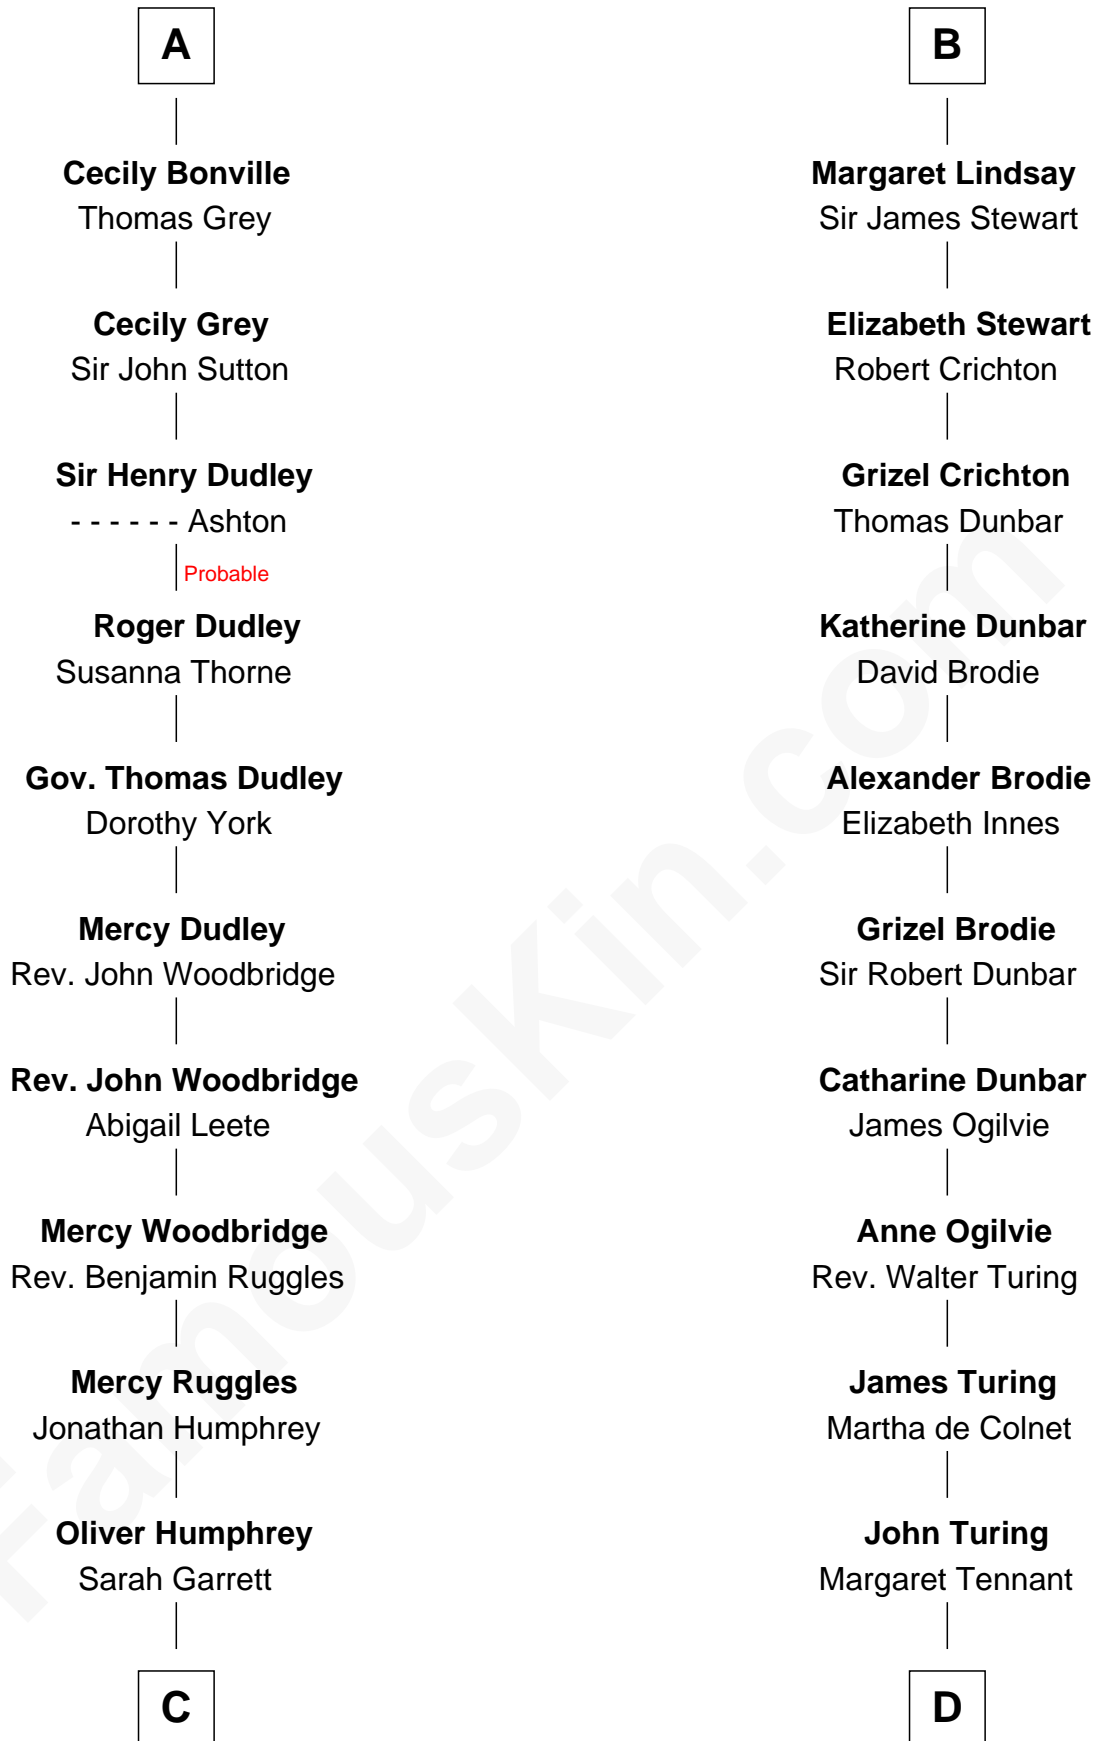 A
Cecily Bonville
Thomas Grey
Cecily Grey
Sir John Sutton
Sir Henry Dudley
- - - - - - Ashton
Probable
Roger Dudley
Susanna Thorne
Gov. Thomas Dudley
Dorothy York
Mercy Dudley
Rev. John Woodbridge
Rev. John Woodbridge
Abigail Leete
Mercy Woodbridge
Rev. Benjamin Ruggles
Mercy Ruggles
Jonathan Humphrey
Oliver Humphrey
Sarah Garrett
C
B
Margaret Lindsay
Sir James Stewart
Elizabeth Stewart
Robert Crichton
Grizel Crichton
Thomas Dunbar
Katherine Dunbar
David Brodie
Alexander Brodie
Elizabeth Innes
Grizel Brodie
Sir Robert Dunbar
Catharine Dunbar
James Ogilvie
Anne Ogilvie
Rev. Walter Turing
James Turing
Martha de Colnet
John Turing
Margaret Tennant
D
FamousKin.com